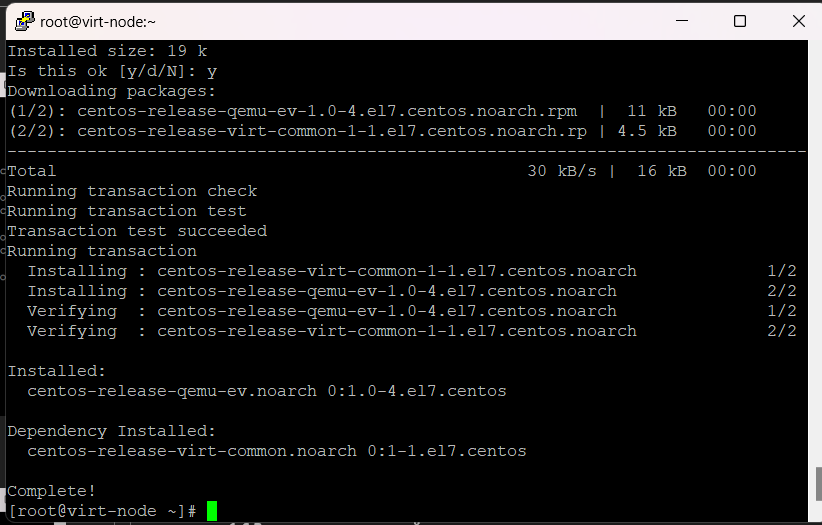 root@virt-node:~
Installed size: 19 k
Is this ok [y/d/N]: y
Downloading packages:
(1/2): centos-release-qemu-ev-1.0-4.el7.centos.noarch.rpm  |  11 kB   00:00
(2/2): centos-release-virt-common-1-1.el7.centos.noarch.rp | 4.5 kB   00:00
--------------------------------------------------------------------------------
Total                                               30 kB/s |  16 kB  00:00
Running transaction check
Running transaction test
Transaction test succeeded
Running transaction
  Installing : centos-release-virt-common-1-1.el7.centos.noarch             1/2
  Installing : centos-release-qemu-ev-1.0-4.el7.centos.noarch               2/2
  Verifying  : centos-release-qemu-ev-1.0-4.el7.centos.noarch               1/2
  Verifying  : centos-release-virt-common-1-1.el7.centos.noarch             2/2
Installed:
  centos-release-qemu-ev.noarch 0:1.0-4.el7.centos
Dependency Installed:
  centos-release-virt-common.noarch 0:1-1.el7.centos
Complete!
[root@virt-node ~]#